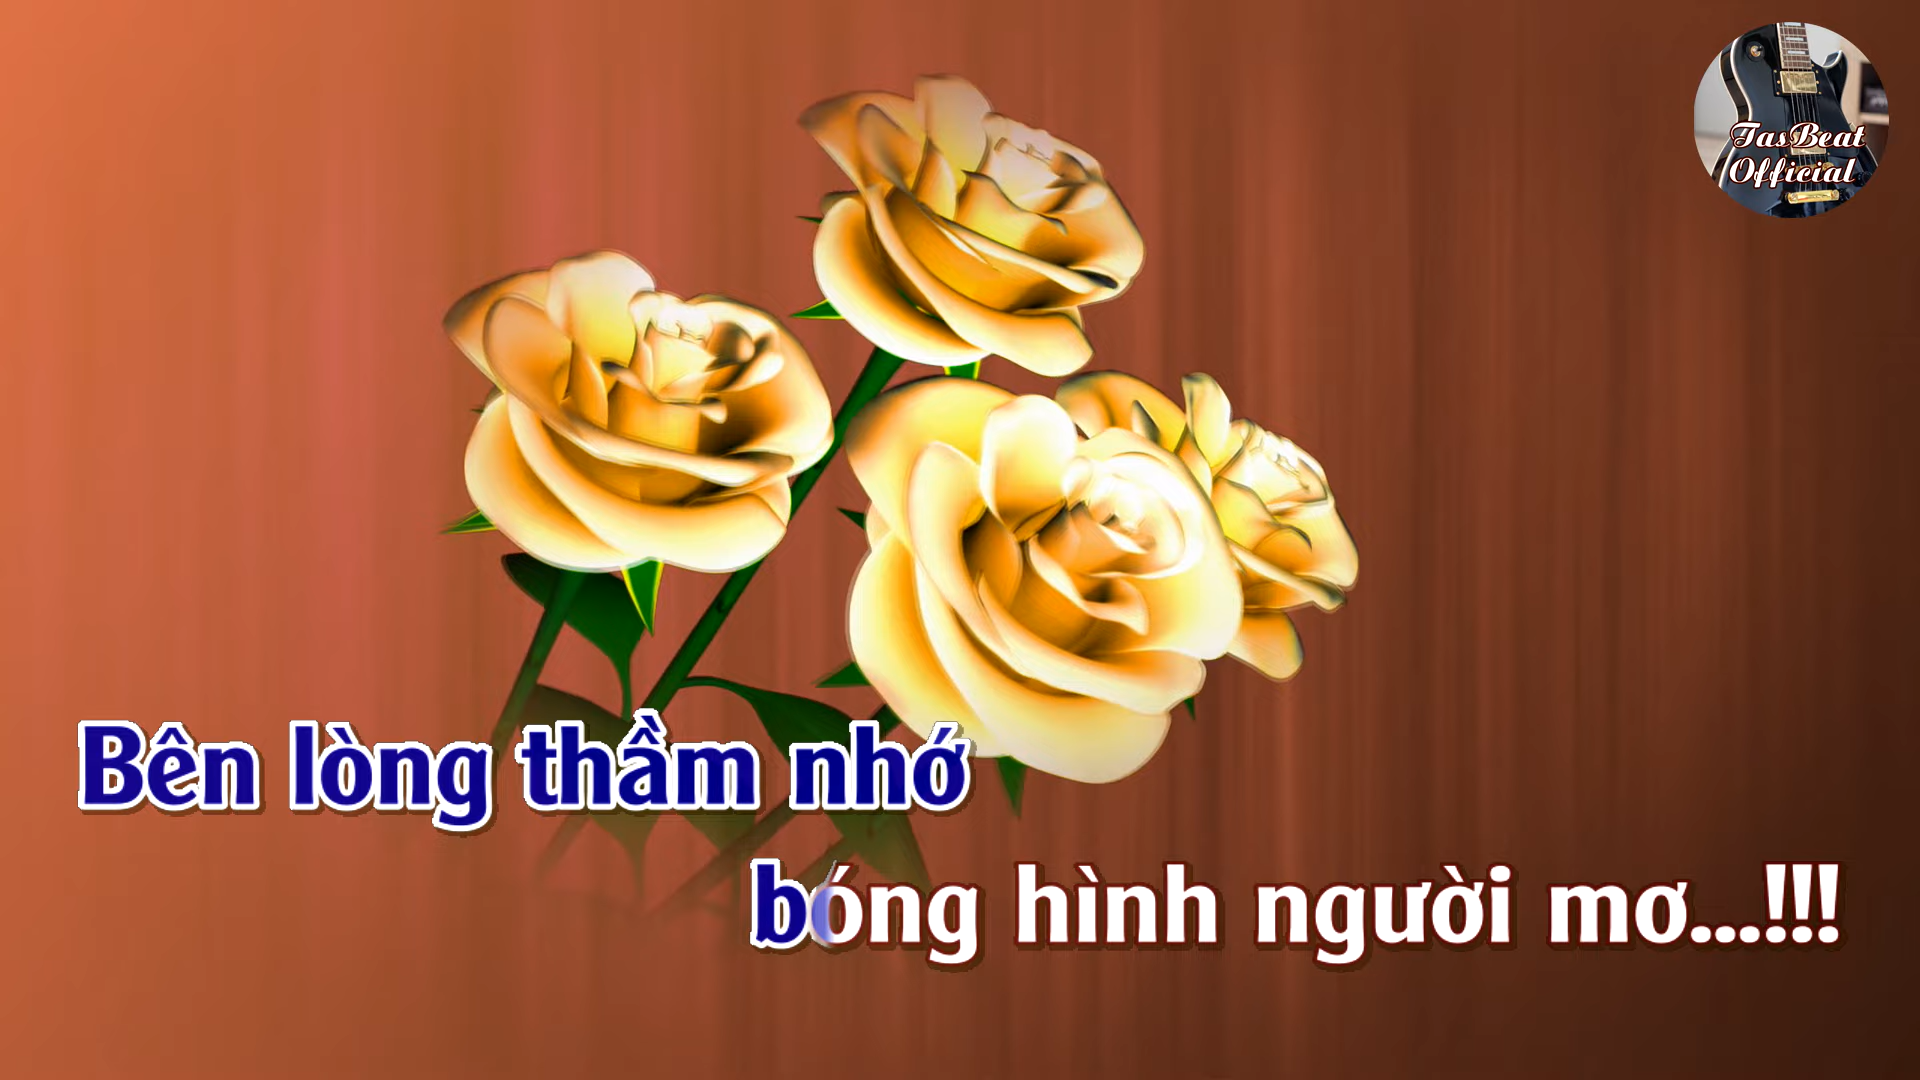 TasBeat
Official
Bên lòng thầm nhớ
bóng hình người mơ...!!!